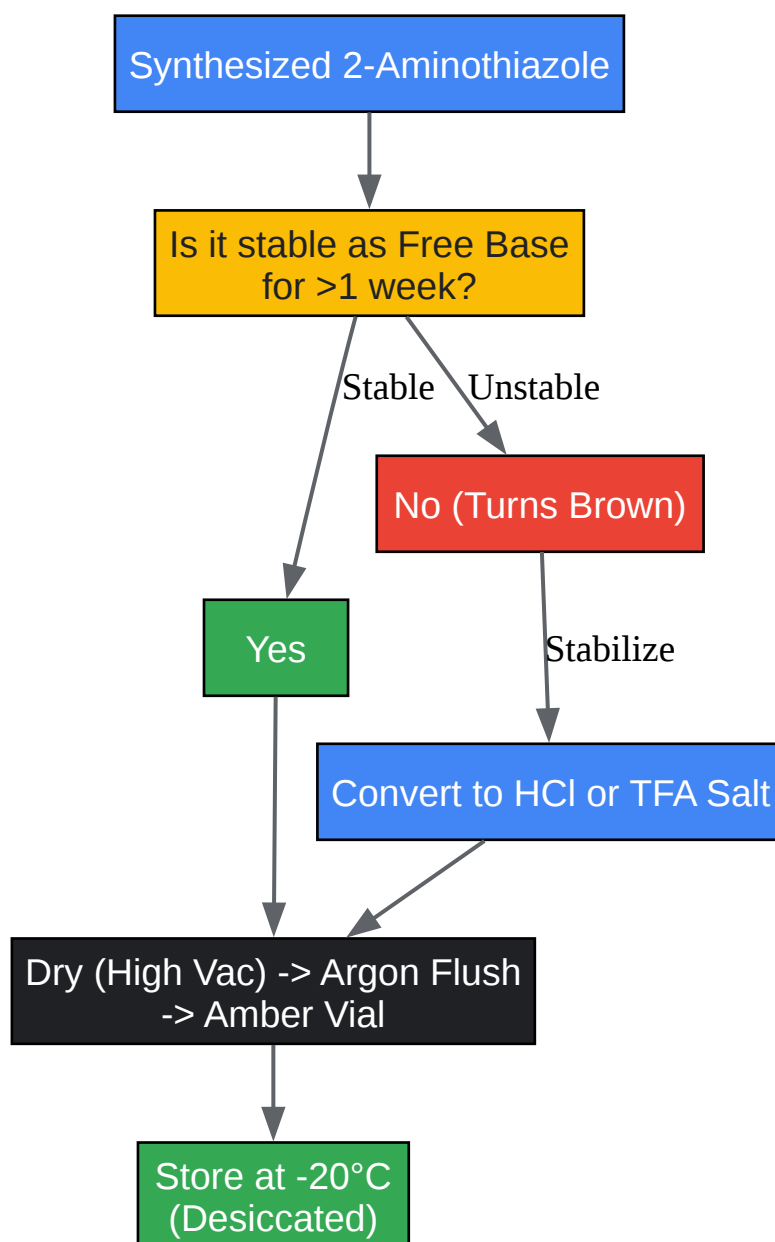 Synthesized 2-Aminothiazole
Is it stable as Free Base
for >1 week?
Stable
Unstable
No (Turns Brown)
Yes
Stabilize
Convert to HCl or TFA Salt
Dry (High Vac) -> Argon Flush
-> Amber Vial
Store at -20°C
(Desiccated)